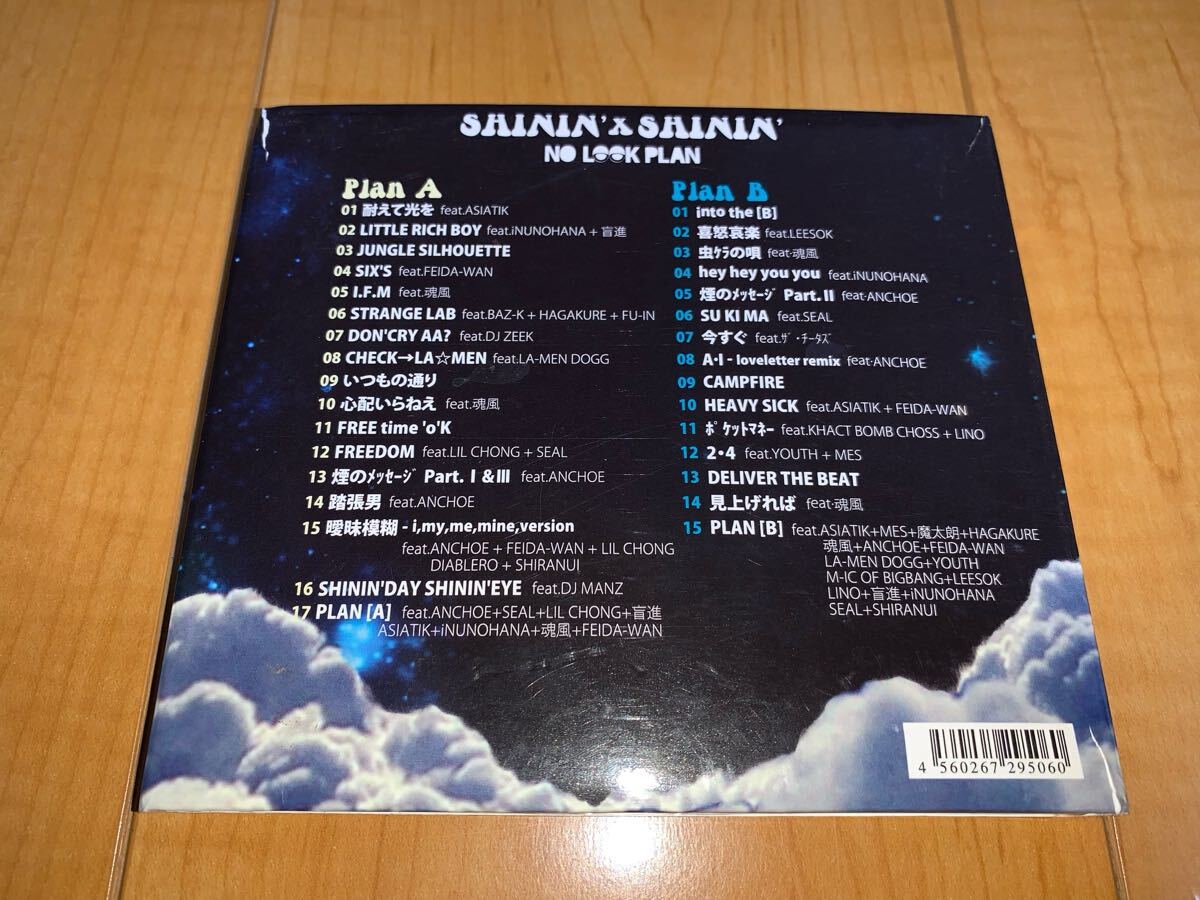 SHININ' X SHININ'
NO LOOK PLAN
Plan A
01 耐えて光を feat.ASIATIK
02 LITTLE RICH BOY feat.iNUNOHANA + 盲進
03 JUNGLE SILHOUETTE
04 SIX'S feat.FEIDA-WAN
05 I.F.M feat.魂風
06 STRANGE LAB feat.BAZ-K + HAGAKURE + FU-IN
07 DON'CRY AA? feat.DJ ZEEK
08 CHECK→LA☆MEN feat.LA-MEN DOGG
09 いつもの通り
10 心配いらねえ feat.魂風
11 FREE time 'o'K
12 FREEDOM feat.LIL CHONG + SEAL
13 煙のﾒｯｾｰｼﾞ Part. Ⅰ & Ⅲ feat.ANCHOE
14 踏張男 feat.ANCHOE
15 曖昧模糊 - i,my,me,mine,version
feat.ANCHOE + FEIDA-WAN + LIL CHONG
DIABLERO + SHIRANUI
16 SHININ'DAY SHININ'EYE feat.DJ MANZ
17 PLAN [A] feat.ANCHOE+SEAL+LIL CHONG+盲進
ASIATIK+iNUNOHANA+魂風+FEIDA-WAN
Plan B
01 into the [B]
02 喜怒哀楽 feat.LEESOK
03 虫ｹﾗの唄 feat･魂風
04 hey hey you you feat.iNUNOHANA
05 煙のﾒｯｾｰｼﾞ Part. II feat･ANCHOE
06 SU KI MA feat.SEAL
07 今すぐ feat.ｻﾞ･ﾁｰﾀｽﾞ
08 A･I - loveletter remix feat･ANCHOE
09 CAMPFIRE
10 HEAVY SICK feat.ASIATIK + FEIDA-WAN
11 ﾎﾟｹｯﾄﾏﾈｰ feat.KHACT BOMB CHOSS + LINO
12 2･4 feat.YOUTH + MES
13 DELIVER THE BEAT
14 見上げれば feat･魂風
15 PLAN [B] feat.ASIATIK+MES+魔太朗+HAGAKURE
魂風+ANCHOE+FEIDA-WAN
LA-MEN DOGG+YOUTH
M-IC OF BIGBANG+LEESOK
LINO+盲進+iNUNOHANA
SEAL+SHIRANUI
4 560267 295060